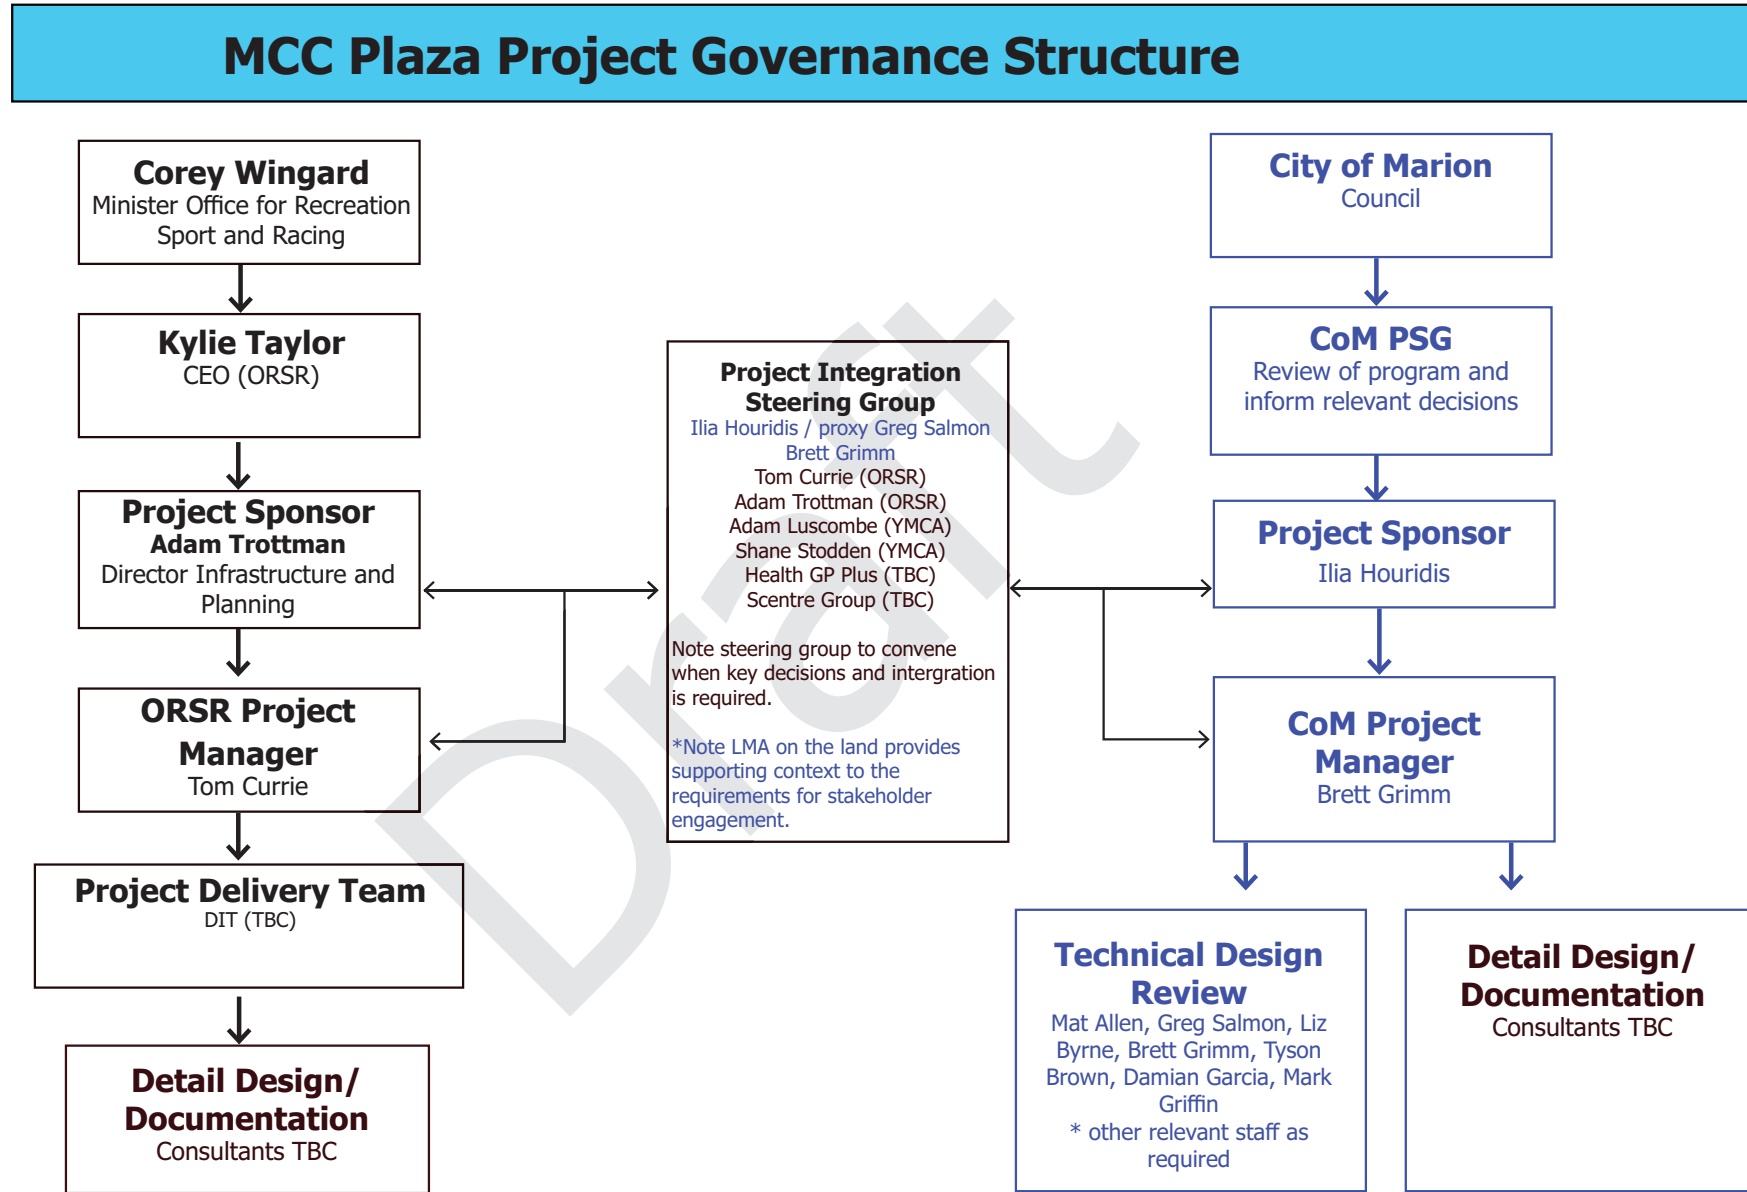 MCC Plaza Project Governance Structure
Corey Wingard
Minister Office for Recreation
Sport and Racing
Kylie Taylor
CEO (ORSR)
Project Sponsor
Adam Trottman
Director Infrastructure and
Planning
ORSR Project
Manager
Tom Currie
Project Delivery Team
DIT (TBC)
Detail Design/
Documentation
Consultants TBC
Project Integration
Steering Group
Ilia Houridis / proxy Greg Salmon
Brett Grimm
Tom Currie (ORSR)
Adam Trottman (ORSR)
Adam Luscombe (YMCA)
Shane Stodden (YMCA)
Health GP Plus (TBC)
Scentre Group (TBC)
Note steering group to convene
when key decisions and intergration
is required.
*Note LMA on the land provides
supporting context to the
requirements for stakeholder
engagement.
City of Marion
Council
CoM PSG
Review of program and
inform relevant decisions
Project Sponsor
Ilia Houridis
CoM Project
Manager
Brett Grimm
Technical Design
Review
Mat Allen, Greg Salmon, Liz
Byrne, Brett Grimm, Tyson
Brown, Damian Garcia, Mark
Griffin
* other relevant staff as
required
Detail Design/
Documentation
Consultants TBC
Draft